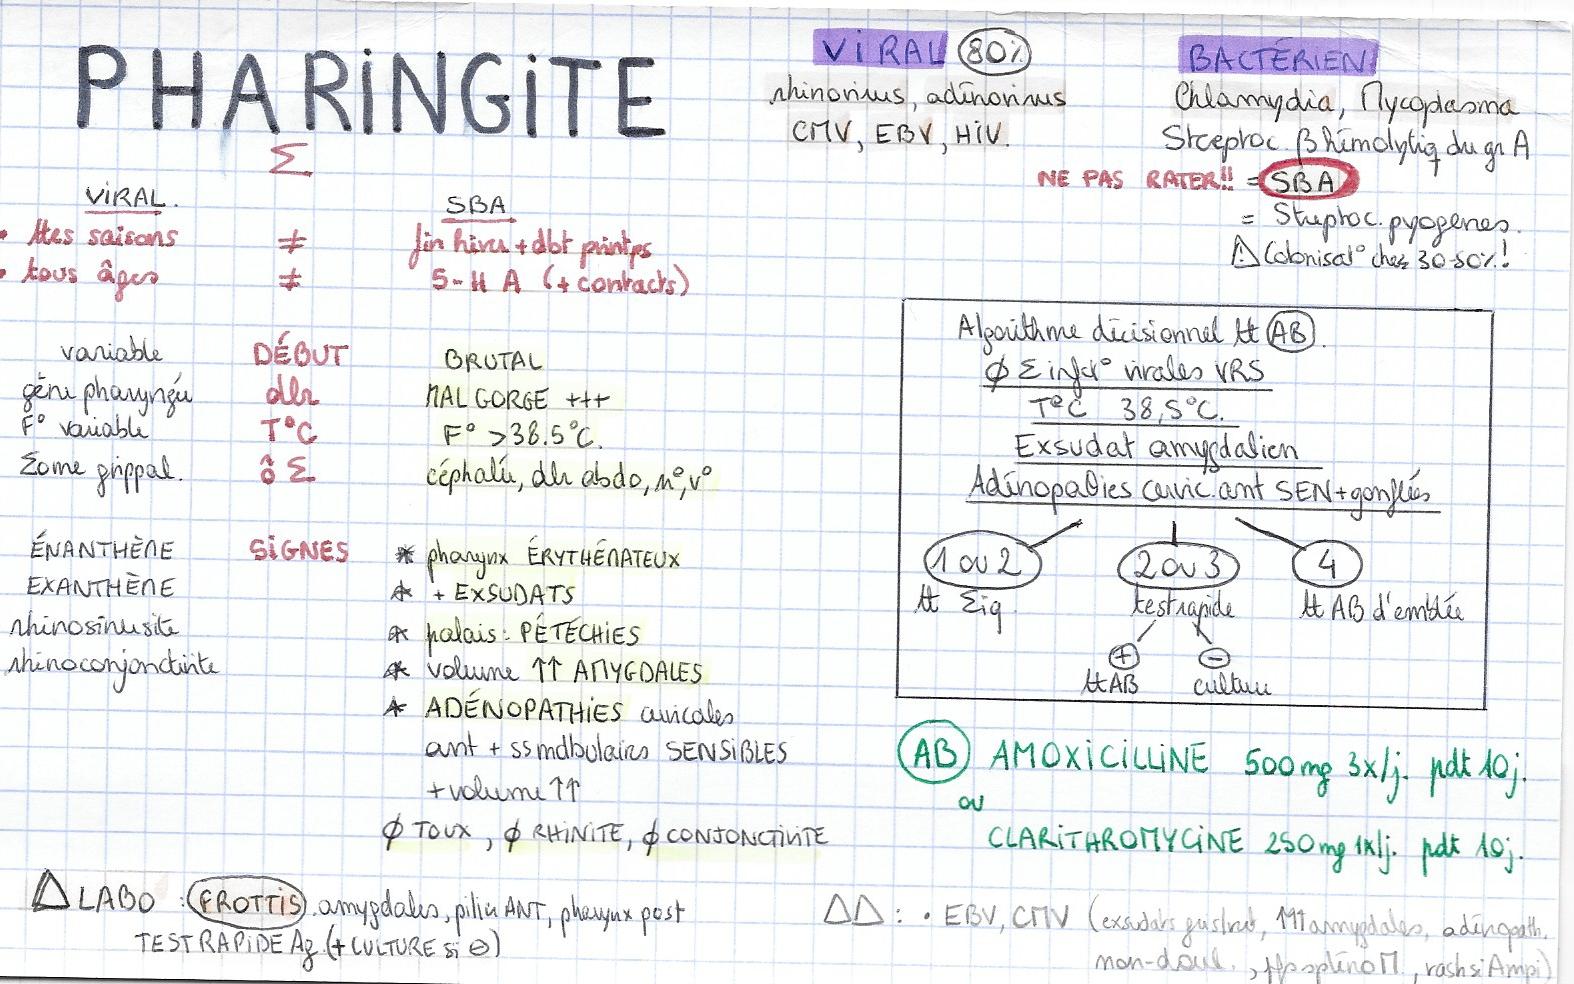 PHARINGITE
VIRAL 80%
rhinovirus, adénovirus
CMV, EBV, HIV.
BACTÉRIEN
Chlamydia, Mycoplasma
Streptoc. β hémolytiq du gr A
NE PAS RATER!! = SBA
= Streptoc. pyogenes.
⚠ Colonisat° chez 30-50%!
Σ
VIRAL.
SBA
• ttes saisons ≠ fin hiver + dbt printps
• tous âges ≠ 5-11 A (+ contacts)
variable DÉBUT BRUTAL
gêne pharyngée dlr MAL GORGE +++
F° variable T°C F° >38.5°C.
Σome grippal. ô Σ céphalée, dlr abdo, n°, v°
ÉNANTHÈME SIGNES * pharynx ÉRYTHÉMATEUX
EXANTHÈME * + EXSUDATS
rhinosinusite * palais : PÉTÉCHIES
rhinoconjonctivite * volume ↑↑ AMYGDALES
* ADÉNOPATHIES cervicales
ant + ss mdbulaires SENSIBLES
+ volume ↑↑
ϕ TOUX, ϕ RHINITE, ϕ CONJONCTIVITE
Algorithme décisionnel tt AB.
ϕ Σ infct° virales VRS
T°C 38,5°C.
Exsudat amygdalien
Adénopathies cervic. ant SEN + gonflées
1 ou 2 2 ou 3 4
tt Σiq test rapide tt AB d'emblée
+ −
tt AB culture
AB AMOXICILLINE 500 mg 3x/j. pdt 10j.
ou
CLARITHROMYCINE 250 mg 1x/j. pdt 10j.
Δ LABO : FROTTIS amygdales, pilier ANT, pharynx post
TEST RAPIDE Ag (+ CULTURE si ⊖)
ΔΔ : • EBV, CMV (exsudats, ↑↑↑ amygdales, adénopath.
non-doul., splénoM, rash si Ampi)